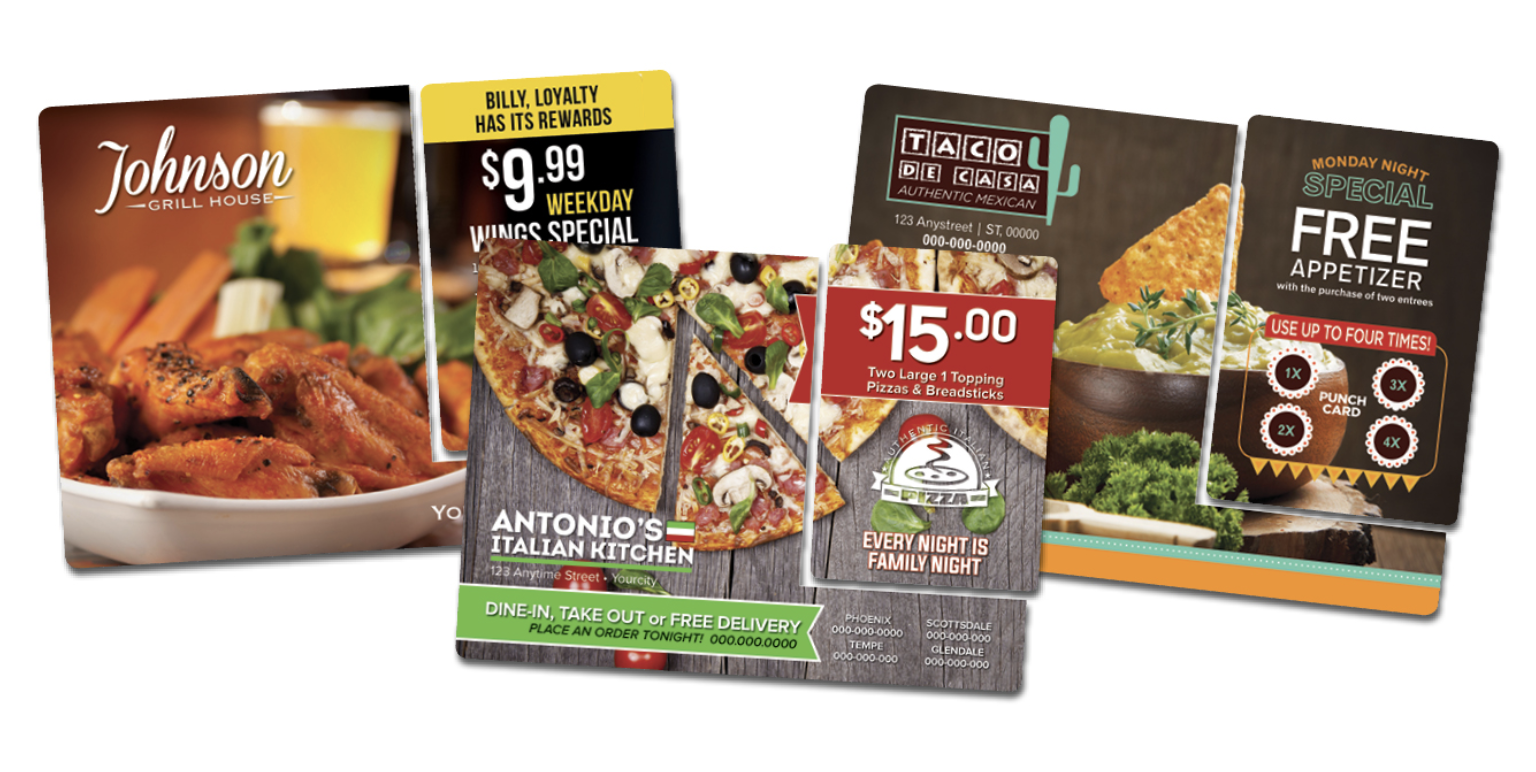 Johnson
GRILL HOUSE
Yo
BILLY, LOYALTY
HAS ITS REWARDS
$9.99
WEEKDAY
WINGS SPECIAL
ANTONIO'S
ITALIAN KITCHEN
123 Anytime Street • Yourcity
DINE-IN, TAKE OUT or FREE DELIVERY
PLACE AN ORDER TONIGHT! 000.000.0000
PHOENIX
000-000-0000
TEMPE
000-000-000
SCOTTSDALE
000-000-0000
GLENDALE
000-000-0000
$15.00
Two Large 1 Topping
Pizzas & Breadsticks
AUTHENTIC ITALIAN
PIZZA
EVERY NIGHT IS
FAMILY NIGHT
TACO
DE CASA
AUTHENTIC MEXICAN
123 Anystreet | ST, 00000
000-000-0000
MONDAY NIGHT
SPECIAL
FREE
APPETIZER
with the purchase of two entrees
USE UP TO FOUR TIMES!
1X
PUNCH
CARD
3X
2X
4X